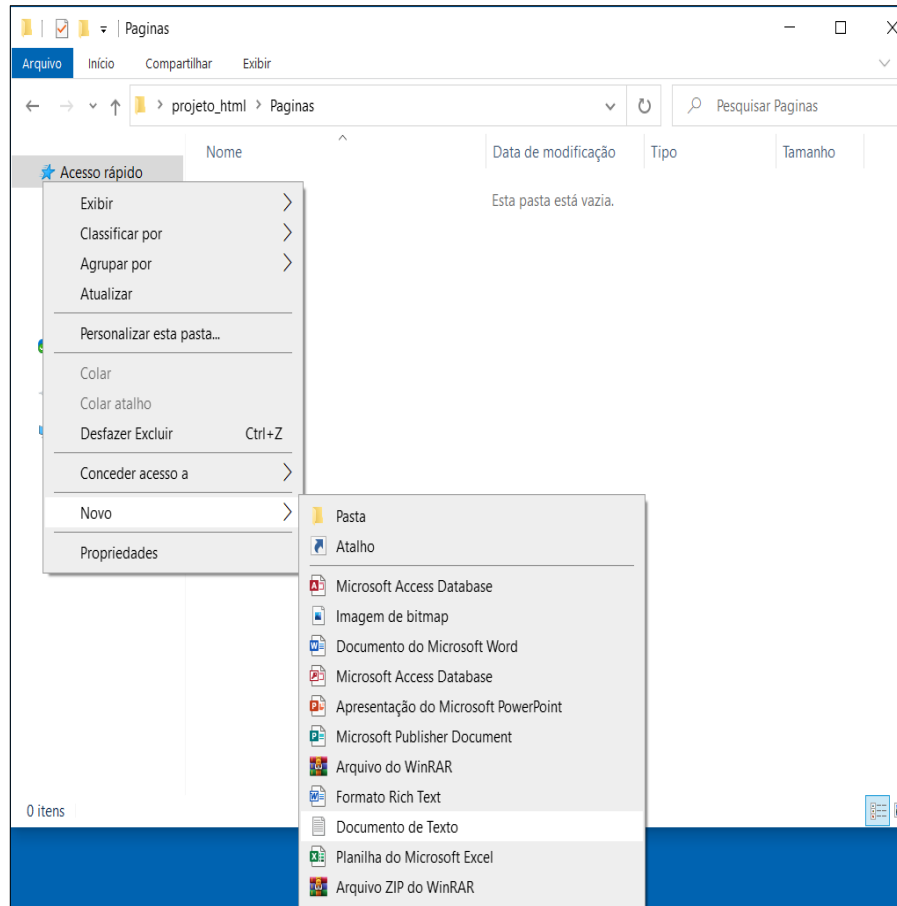 Paginas
Arquivo Início Compartilhar Exibir
projeto_html > Paginas Pesquisar Paginas
Nome Data de modificação Tipo Tamanho
Acesso rápido
Esta pasta está vazia.
Exibir
Classificar por
Agrupar por
Atualizar
Personalizar esta pasta...
Colar
Colar atalho
Desfazer Excluir Ctrl+Z
Conceder acesso a
Novo
Propriedades
Pasta
Atalho
Microsoft Access Database
Imagem de bitmap
Documento do Microsoft Word
Microsoft Access Database
Apresentação do Microsoft PowerPoint
Microsoft Publisher Document
Arquivo do WinRAR
Formato Rich Text
Documento de Texto
Planilha do Microsoft Excel
Arquivo ZIP do WinRAR
0 itens